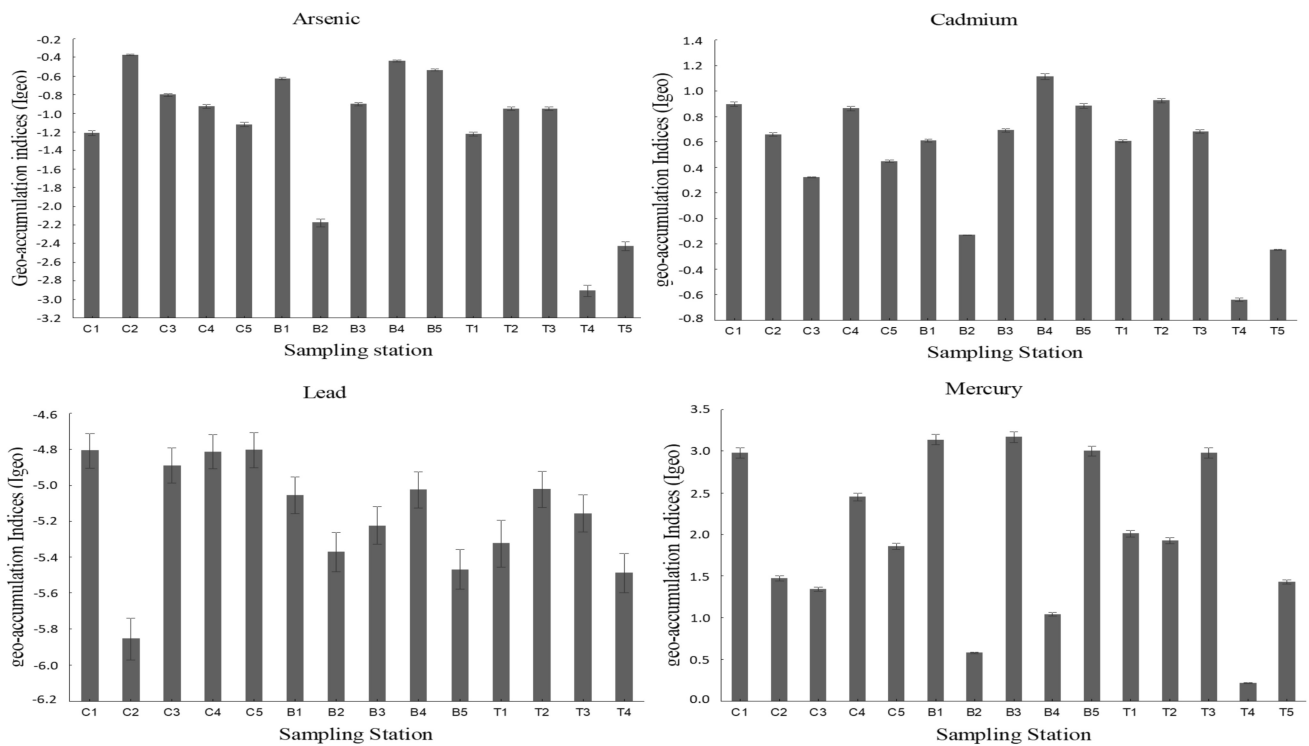 Arsenic
Geo-accumulation indices (Igeo)
-0.2
-0.4
-0.6
-0.8
-1.0
-1.2
-1.4
-1.6
-1.8
-2.0
-2.2
-2.4
-2.6
-2.8
-3.0
-3.2
C1 C2 C3 C4 C5 B1 B2 B3 B4 B5 T1 T2 T3 T4 T5
Sampling station
Cadmium
geo-accumulation Indices (Igeo)
1.4
1.2
1.0
0.8
0.6
0.4
0.2
-0.0
-0.2
-0.4
-0.6
-0.8
C1 C2 C3 C4 C5 B1 B2 B3 B4 B5 T1 T2 T3 T4 T5
Sampling Station
Lead
geo-accumulation Indices (Igeo)
-4.6
-4.8
-5.0
-5.2
-5.4
-5.6
-5.8
-6.0
-6.2
C1 C2 C3 C4 C5 B1 B2 B3 B4 B5 T1 T2 T3 T4
Sampling Station
Mercury
geo-accumulation Indices (Igeo)
3.5
3.0
2.5
2.0
1.5
1.0
0.5
0.0
C1 C2 C3 C4 C5 B1 B2 B3 B4 B5 T1 T2 T3 T4 T5
Sampling Station